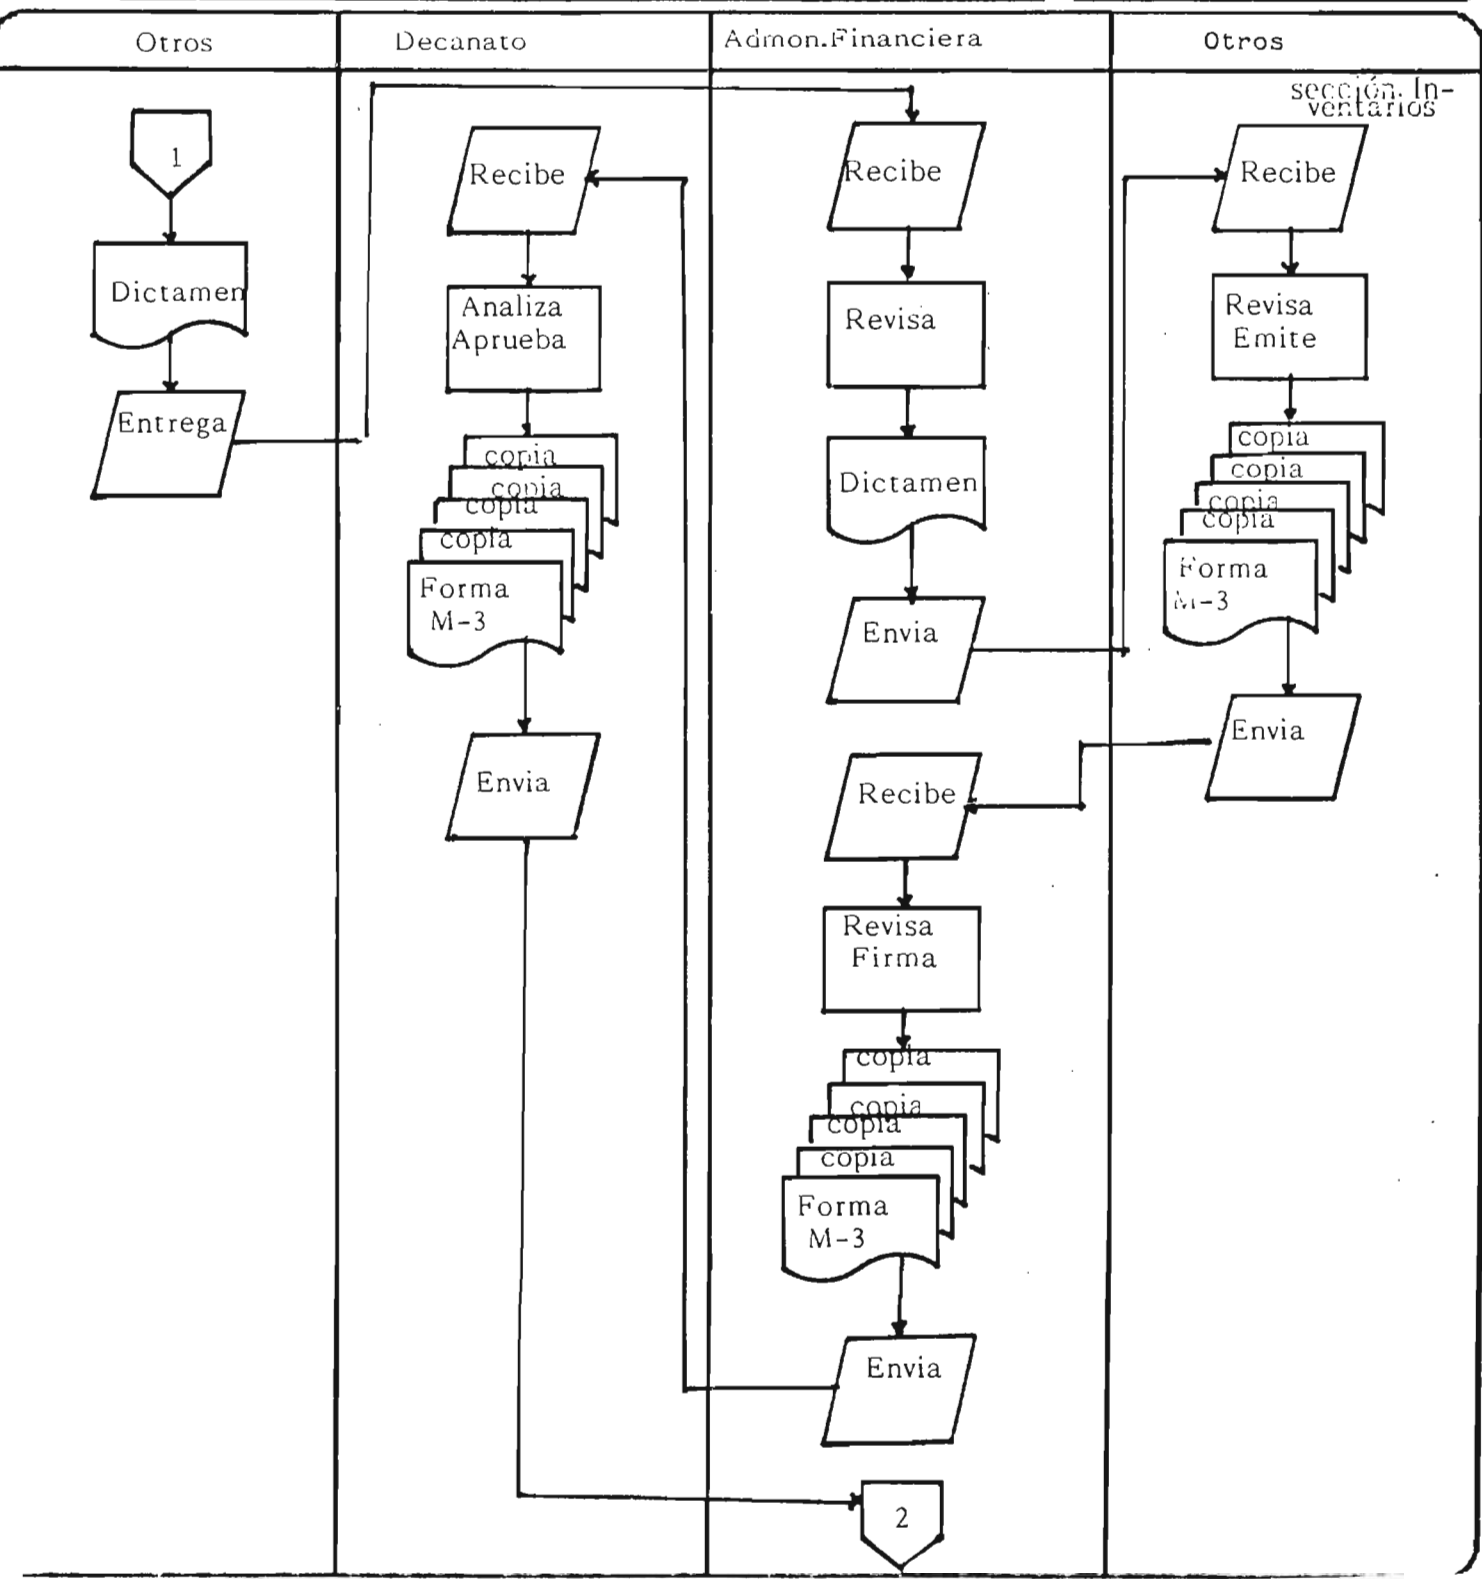 Otros
Decanato
Admon.Financiera
Otros
sección. In-
ventarios
1
Dictamen
Entrega
Recibe
Analiza
Aprueba
copia
copia
copia
copia
Forma
M-3
Envia
Recibe
Revisa
Dictamen
Envia
Recibe
Revisa
Firma
copia
copia
copia
copia
Forma
M-3
Envia
2
Recibe
Revisa
Emite
copia
copia
copia
copia
Forma
M-3
Envia